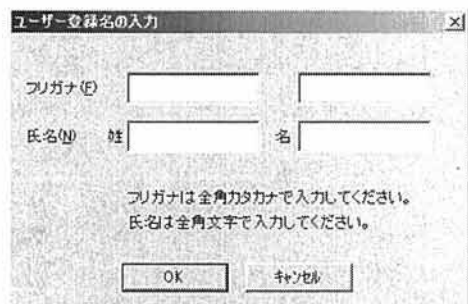 ユーザー登録名の入力
フリガナ(F)
氏名(N) 姓 名
フリガナは全角カタカナで入力してください。
氏名は全角文字で入力してください。
OK キャンセル